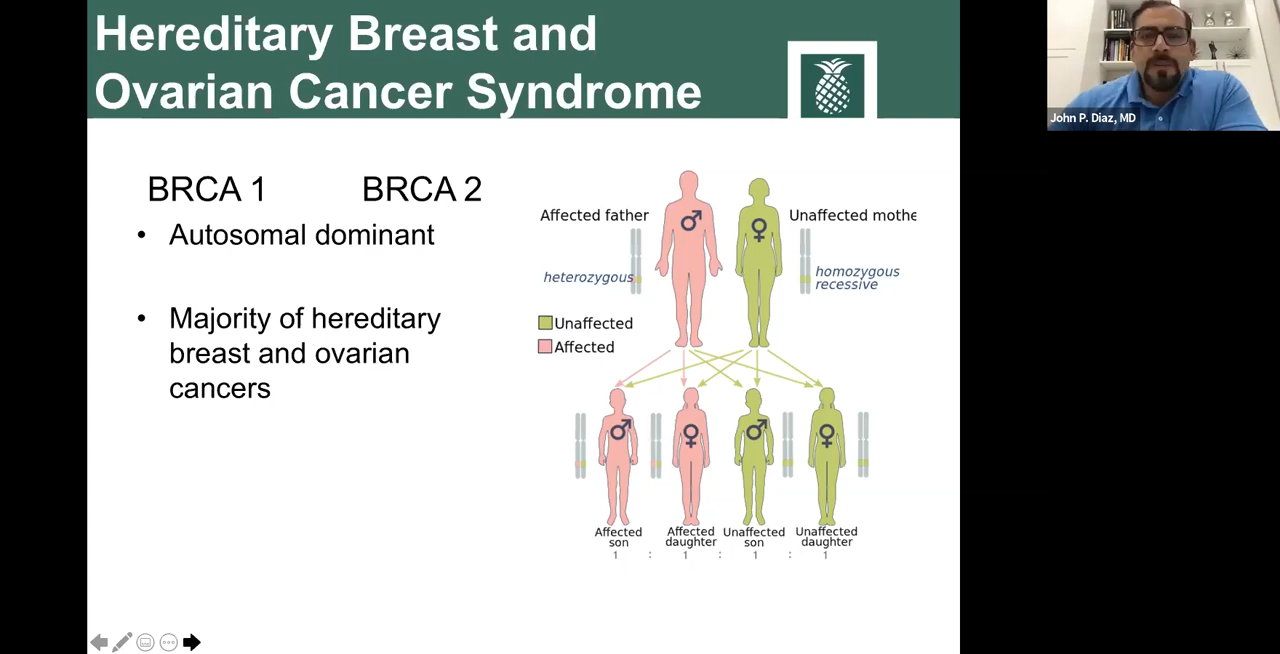 Hereditary Breast and
Ovarian Cancer Syndrome
John P. Diaz, MD
BRCA 1 BRCA 2
• Autosomal dominant
• Majority of hereditary
breast and ovarian
cancers
Affected father
Unaffected mothe
heterozygous
homozygous
recessive
Unaffected
Affected
Affected
son
Affected
daughter
Unaffected
son
Unaffected
daughter
1 : 1 : 1 : 1